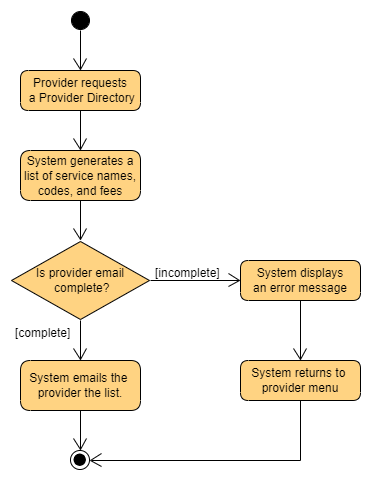 Provider requests
a Provider Directory
System generates a
list of service names,
codes, and fees
Is provider email
complete?
[incomplete]
System displays
an error message
[complete]
System emails the
provider the list.
System returns to
provider menu